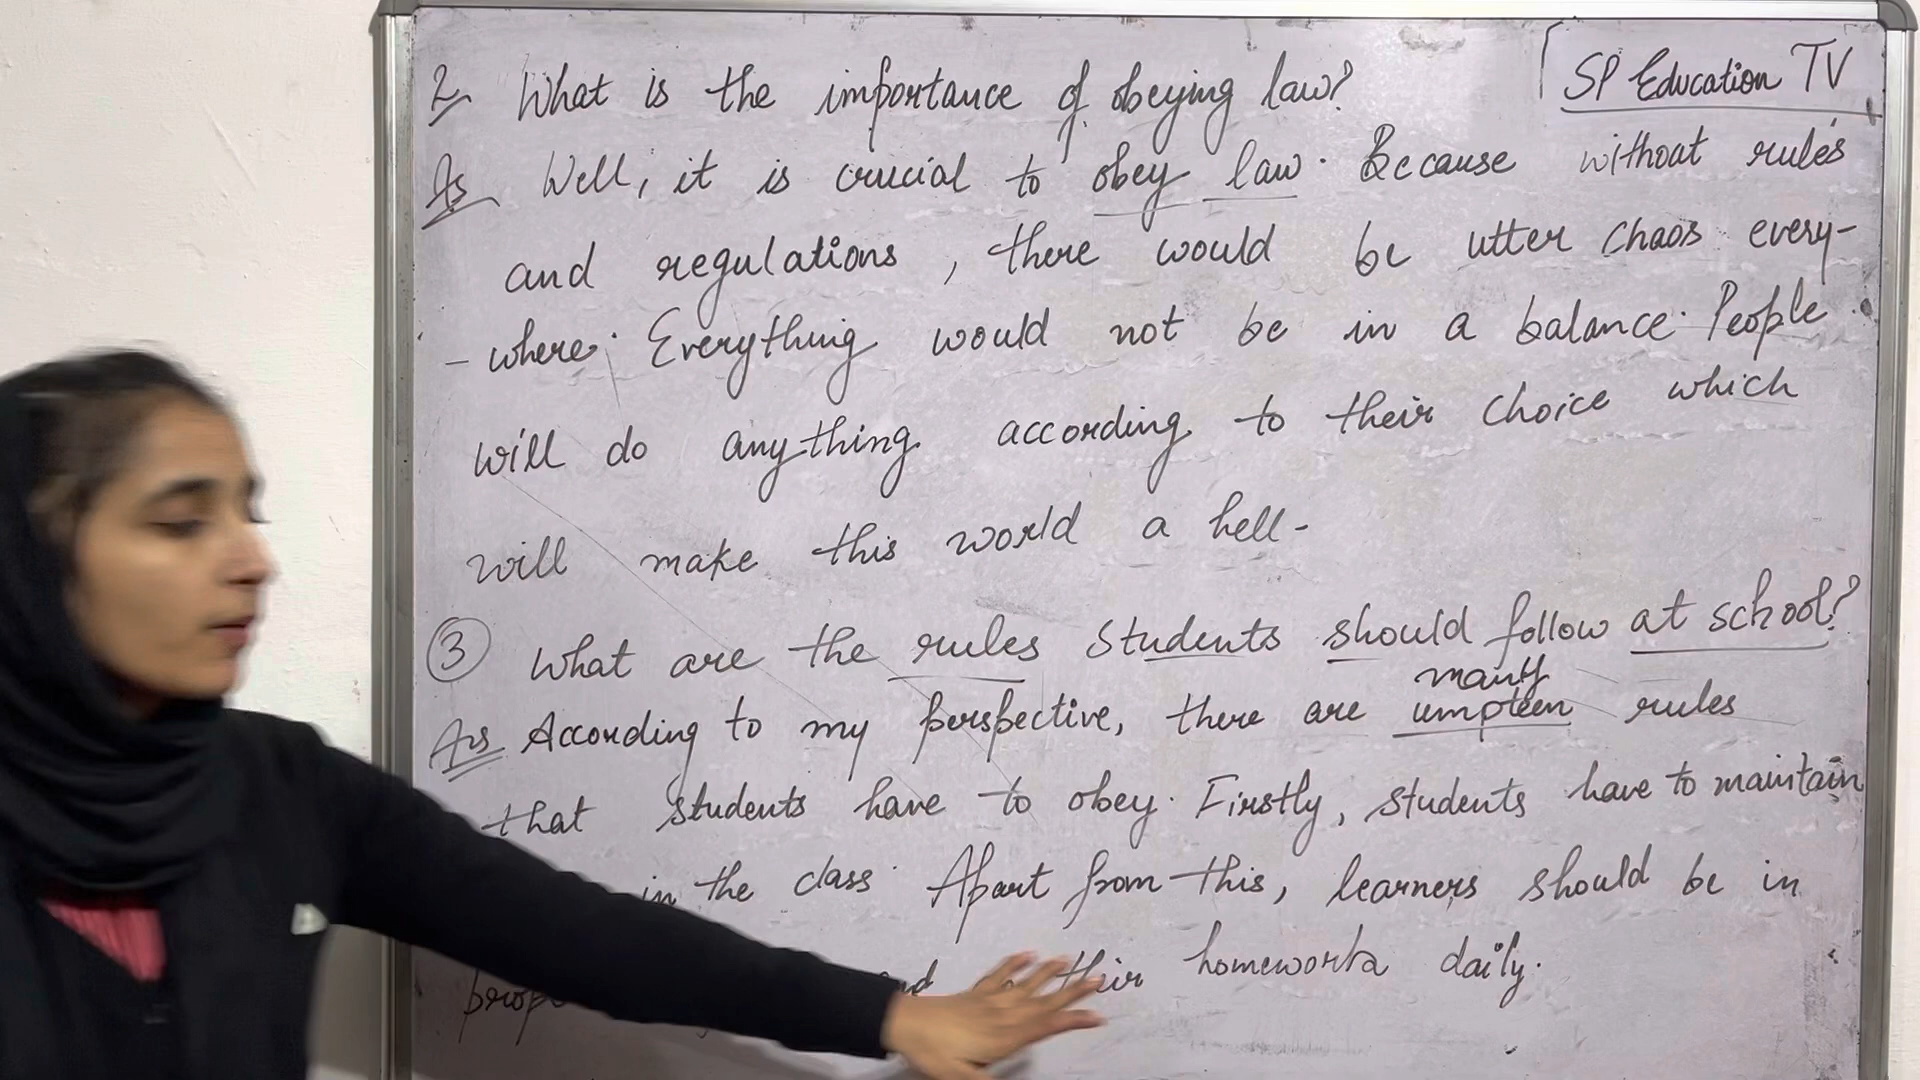 SP Education TV
2 What is the importance of obeying law?
As Well, it is crucial to obey law. Because without rules
and regulations, there would be utter chaos every-
- where. Everything would not be in a balance. People
will do anything according to their choice which
will make this world a hell-
3 What are the rules students should follow at school?
many
Ans According to my perspective, there are umpteen rules
that students have to obey. Firstly, students have to maintain
in the class. Apart from this, learners should be in
their homework daily.